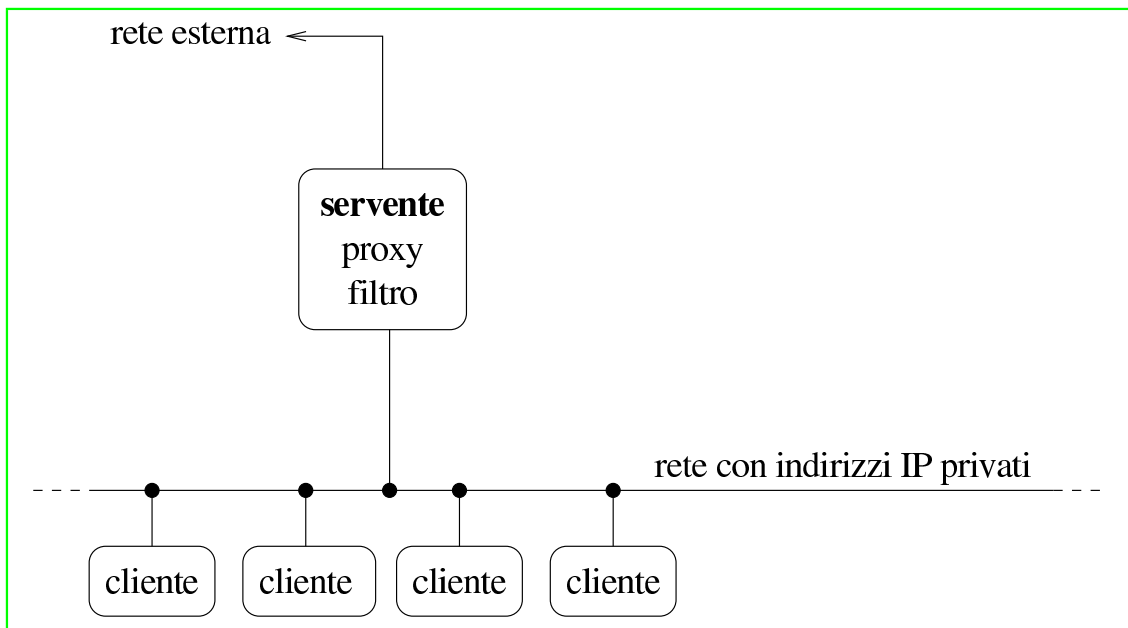 rete esterna
servente
proxy
filtro
rete con indirizzi IP privati
cliente
cliente
cliente
cliente